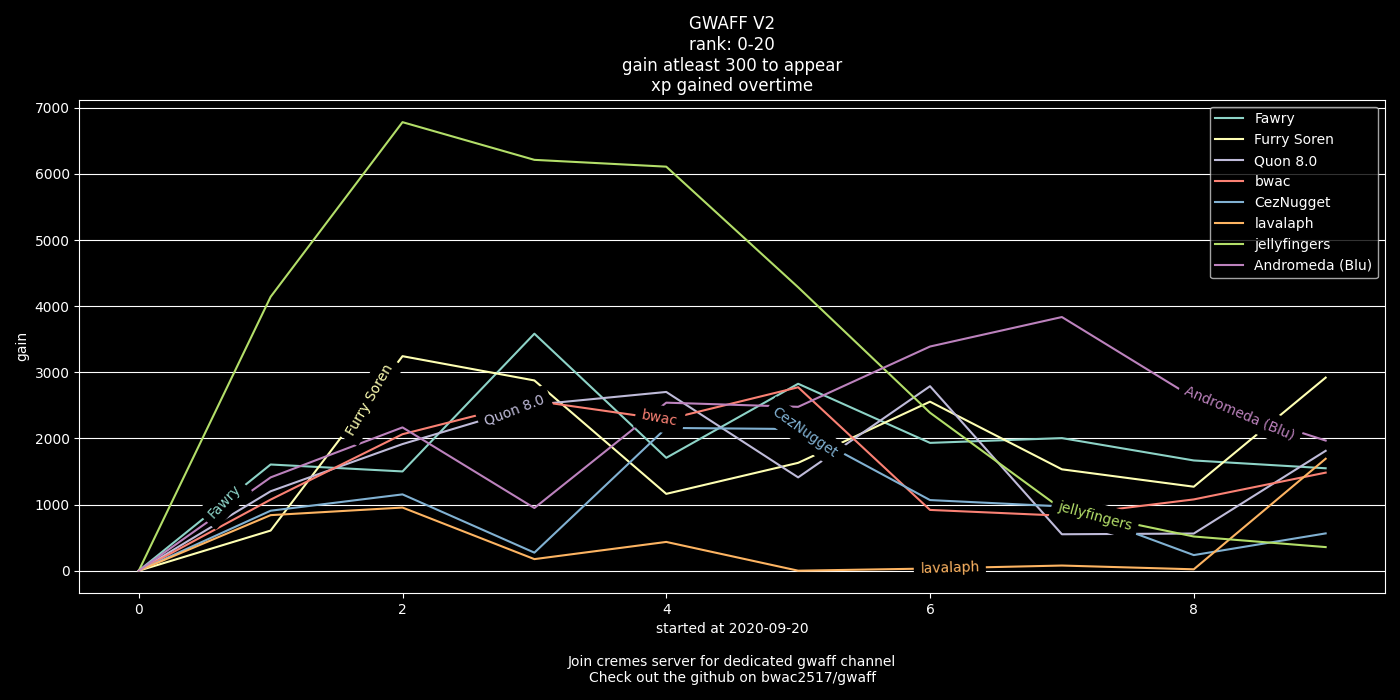 GWAFF V2
rank: 0-20
gain atleast 300 to appear
xp gained overtime
7000
6000
5000
4000
3000
2000
1000
0
gain
Fawry
Furry Soren
Quon 8.0
bwac
CezNugget
lavalaph
jellyfingers
Andromeda (Blu)
Fawry
Furry Soren
Quon 8.0
bwac
CezNugget
lavalaph
jellyfingers
Andromeda (Blu)
0 2 4 6 8
started at 2020-09-20
Join cremes server for dedicated gwaff channel
Check out the github on bwac2517/gwaff